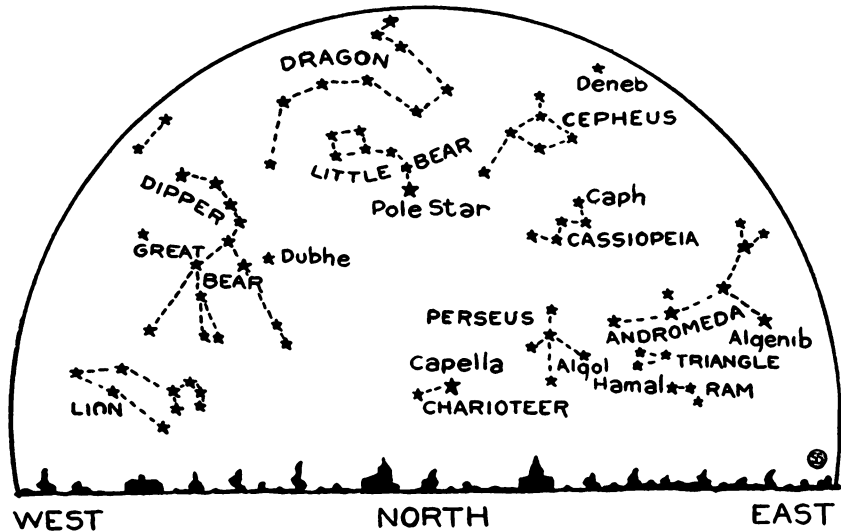 DRAGON
Deneb
CEPHEUS
LITTLE BEAR
DIPPER
Pole Star
Caph
CASSIOPEIA
GREAT BEAR
Dubhe
PERSEUS
ANDROMEDA
Algenib
Capella
Algol
TRIANGLE
Hamal
RAM
LION
CHARIOTEER
WEST
NORTH
EAST